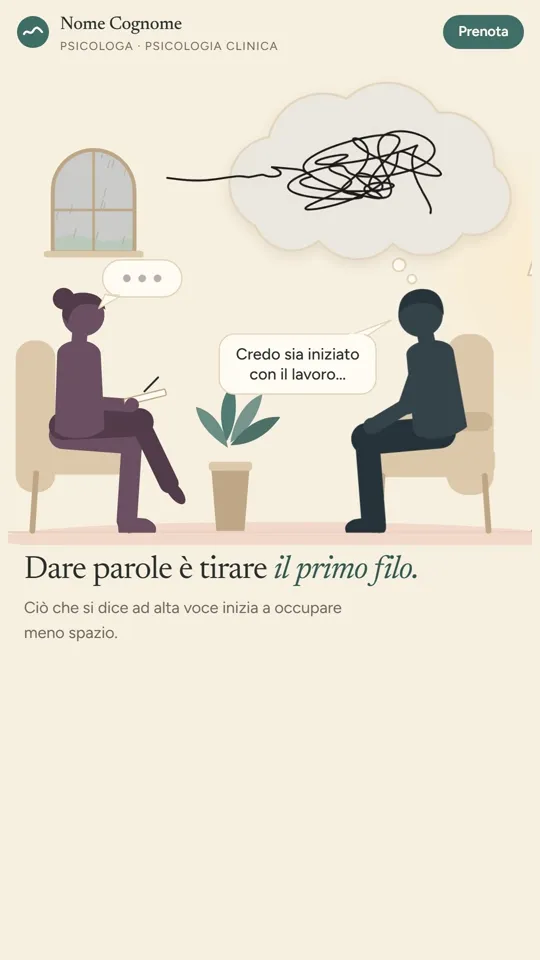 Nome Cognome
PSICOLOGA · PSICOLOGIA CLINICA
Prenota
Credo sia iniziato
con il lavoro...
Dare parole è tirare il primo filo.
Ciò che si dice ad alta voce inizia a occupare
meno spazio.